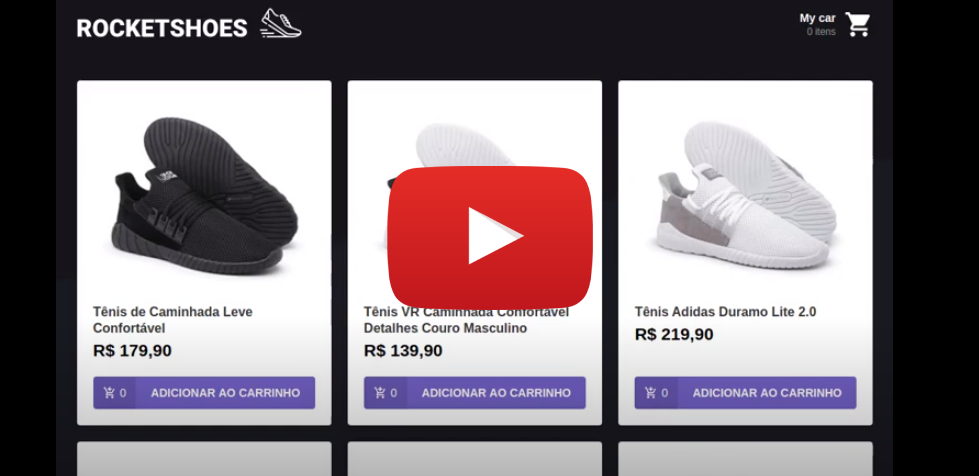 ROCKETSHOES
My car
0 itens
Tênis de Caminhada Leve
Confortável
R$ 179,90
0 ADICIONAR AO CARRINHO
Tênis VR Caminhada Confortável
Detalhes Couro Masculino
R$ 139,90
0 ADICIONAR AO CARRINHO
Tênis Adidas Duramo Lite 2.0
R$ 219,90
0 ADICIONAR AO CARRINHO